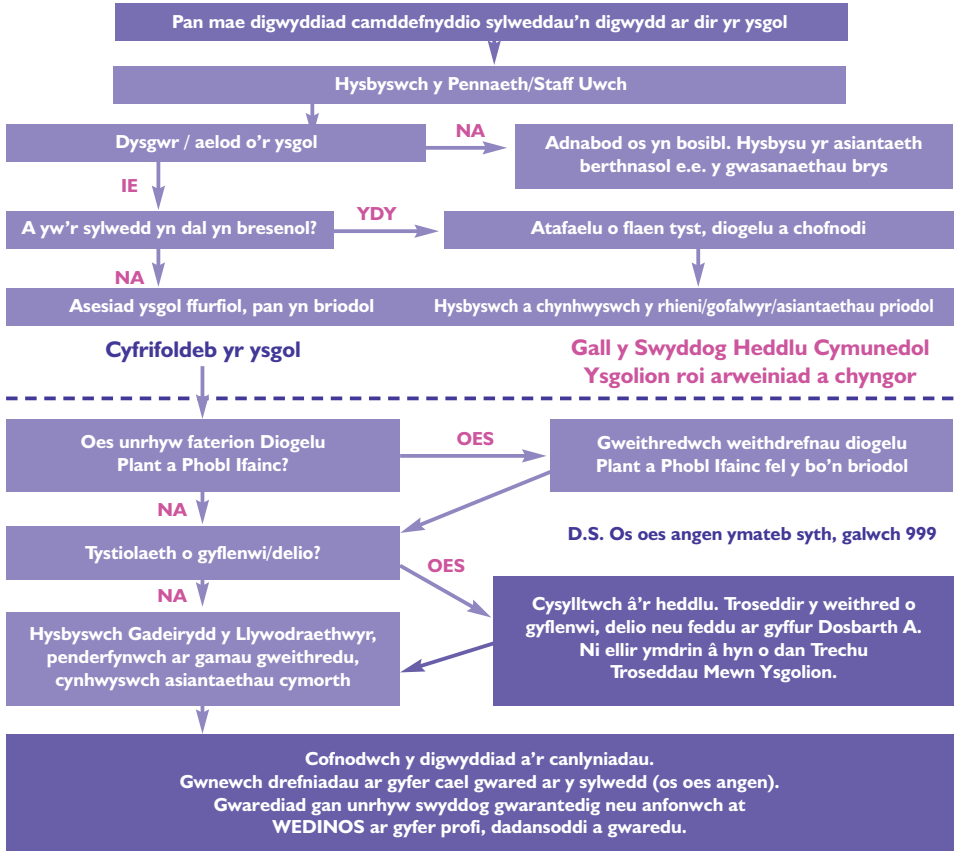 Pan mae digwyddiad camddefnyddio sylweddau'n digwydd ar dir yr ysgol
Hysbyswch y Pennaeth/Staff Uwch
Dysgwr / aelod o'r ysgol
NA
Adnabod os yn bosibl. Hysbysu yr asiantaeth
berthnasol e.e. y gwasanaethau brys
IE
A yw'r sylwedd yn dal yn bresenol?
YDY
Atafaelu o flaen tyst, diogelu a chofnodi
NA
Asesiad ysgol ffurfiol, pan yn briodol
Hysbyswch a chynhwyswch y rhieni/gofalwyr/asiantaethau priodol
Cyfrifoldeb yr ysgol
Gall y Swyddog Heddlu Cymunedol
Ysgolion roi arweiniad a chyngor
Oes unrhyw faterion Diogelu
Plant a Phobl Ifainc?
OES
Gweithredwch weithdrefnau diogelu
Plant a Phobl Ifainc fel y bo'n briodol
NA
D.S. Os oes angen ymateb syth, galwch 999
Tystiolaeth o gyflenwi/delio?
OES
NA
Cysylltwch â'r heddlu. Troseddir y weithred o
gyflenwi, delio neu feddu ar gyffur Dosbarth A.
Ni ellir ymdrin â hyn o dan Trechu
Troseddau Mewn Ysgolion.
Hysbyswch Gadeirydd y Llywodraethwyr,
penderfynwch ar gamau gweithredu,
cynhwyswch asiantaethau cymorth
Cofnodwch y digwyddiad a'r canlyniadau.
Gwnewch drefniadau ar gyfer cael gwared ar y sylwedd (os oes angen).
Gwarediad gan unrhyw swyddog gwarantedig neu anfonwch at
WEDINOS ar gyfer profi, dadansoddi a gwaredu.